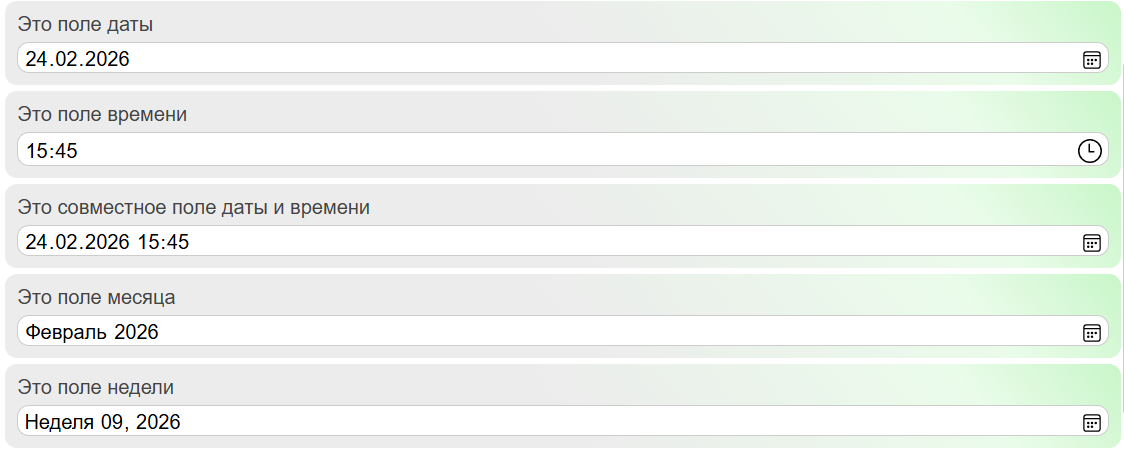 Это поле даты
24.02.2026
Это поле времени
15:45
Это совместное поле даты и времени
24.02.2026 15:45
Это поле месяца
Февраль 2026
Это поле недели
Неделя 09, 2026